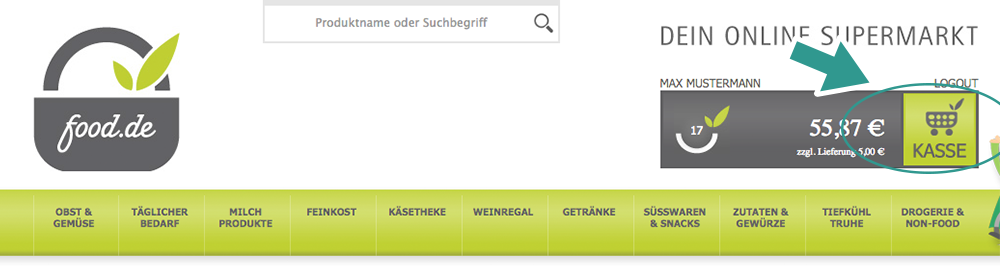 Produktname oder Suchbegriff
DEIN ONLINE SUPERMARKT
food.de
MAX MUSTERMANN
LOGOUT
17
55,87 €
zzgl. Lieferung 5,00 €
KASSE
OBST &
GEMÜSE
TÄGLICHER
BEDARF
MILCH
PRODUKTE
FEINKOST
KÄSETHEKE
WEINREGAL
GETRÄNKE
SÜSSWAREN
& SNACKS
ZUTATEN &
GEWÜRZE
TIEFKÜHL
TRUHE
DROGERIE &
NON-FOOD